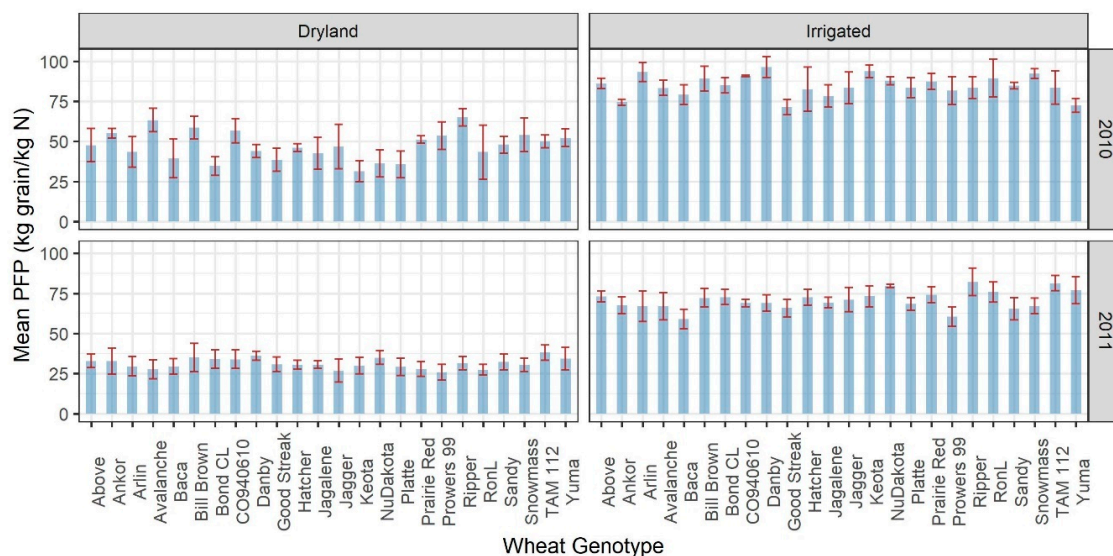 Dryland
Irrigated
100
75
50
25
0
2010
100
75
50
25
0
2011
Mean PFP (kg grain/kg N)
Above
Ankor
Arlin
Avalanche
Baca
Bill Brown
Bond CL
CO940610
Danby
Good Streak
Hatcher
Jagalene
Jagger
Keota
NuDakota
Platte
Prairie Red
Prowers 99
Ripper
RonL
Sandy
Snowmass
TAM 112
Yuma
Above
Ankor
Arlin
Avalanche
Baca
Bill Brown
Bond CL
CO940610
Danby
Good Streak
Hatcher
Jagalene
Jagger
Keota
NuDakota
Platte
Prairie Red
Prowers 99
Ripper
RonL
Sandy
Snowmass
TAM 112
Yuma
Wheat Genotype